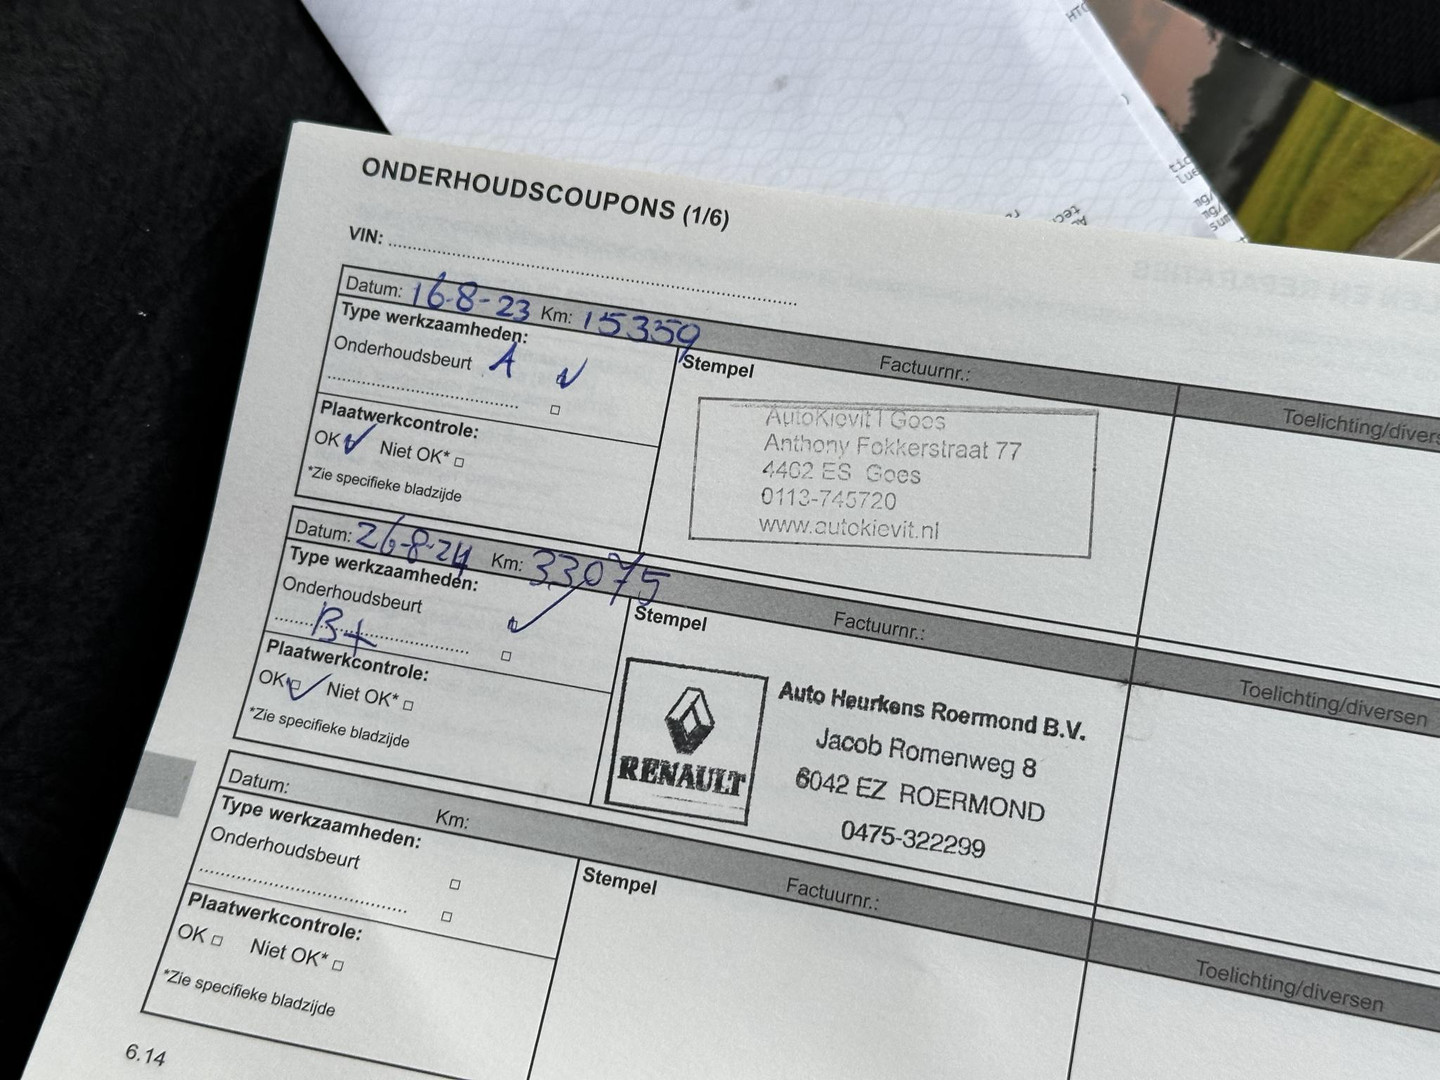 ONDERHOUDSCOUPONS (1/6)
VIN:
Datum: 16-8-23 Km: 15359 Factuurnr.: Toelichting/divers
Type werkzaamheden:
Onderhoudsbeurt A
Plaatwerkcontrole:
OK Niet OK*
*Zie specifieke bladzijde
Stempel
AutoKievit | Goes
Anthony Fokkerstraat 77
4462 ES Goes
0113-745720
www.autokievit.nl
Datum: 26-8-24 Km: 33075 Factuurnr.: Toelichting/diversen
Type werkzaamheden:
Onderhoudsbeurt
B+
Plaatwerkcontrole:
OK Niet OK*
*Zie specifieke bladzijde
Stempel
RENAULT
Auto Heurkens Roermond B.V.
Jacob Romenweg 8
6042 EZ ROERMOND
0475-322299
Datum: Km: Factuurnr.: Toelichting/diversen
Type werkzaamheden:
Onderhoudsbeurt
Plaatwerkcontrole:
OK Niet OK*
*Zie specifieke bladzijde
Stempel
6.14